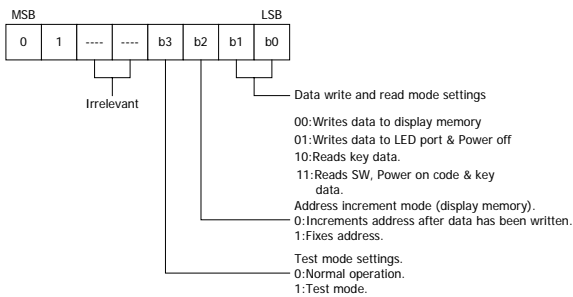 MSB LSB
0 1 ---- ---- b3 b2 b1 b0
Irrelevant
Data write and read mode settings
00:Writes data to display memory
01:Writes data to LED port & Power off
10:Reads key data.
11:Reads SW, Power on code & key
data.
Address increment mode (display memory).
0:Increments address after data has been written.
1:Fixes address.
Test mode settings.
0:Normal operation.
1:Test mode.